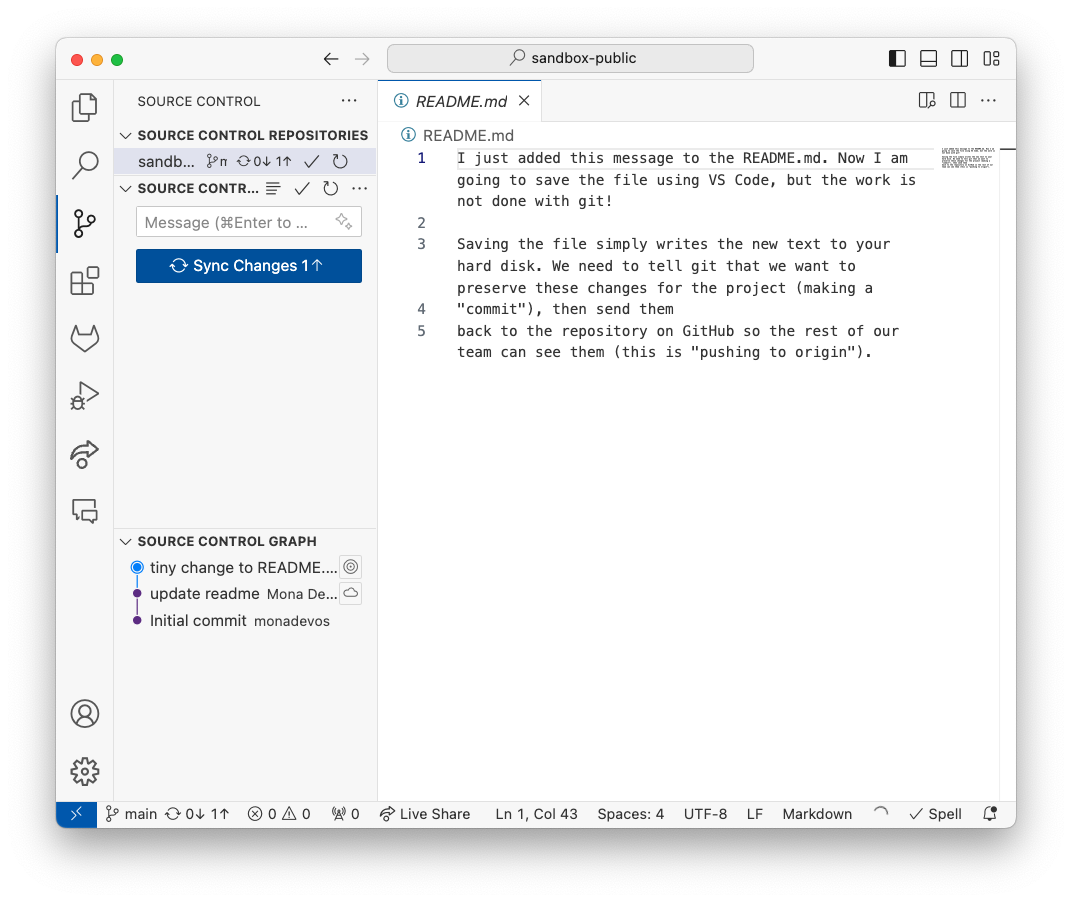 sandbox-public
SOURCE CONTROL
README.md
SOURCE CONTROL REPOSITORIES
README.md
sandb... 0↓ 1↑
1 I just added this message to the README.md. Now I am
going to save the file using VS Code, but the work is
not done with git!
2
3 Saving the file simply writes the new text to your
hard disk. We need to tell git that we want to
preserve these changes for the project (making a
4 "commit"), then send them
5 back to the repository on GitHub so the rest of our
team can see them (this is "pushing to origin").
SOURCE CONTR...
Message (⌘Enter to ...
Sync Changes 1↑
SOURCE CONTROL GRAPH
tiny change to README....
update readme Mona De...
Initial commit monadevos
main 0↓ 1↑ 0 0 0 Live Share Ln 1, Col 43 Spaces: 4 UTF-8 LF Markdown Spell